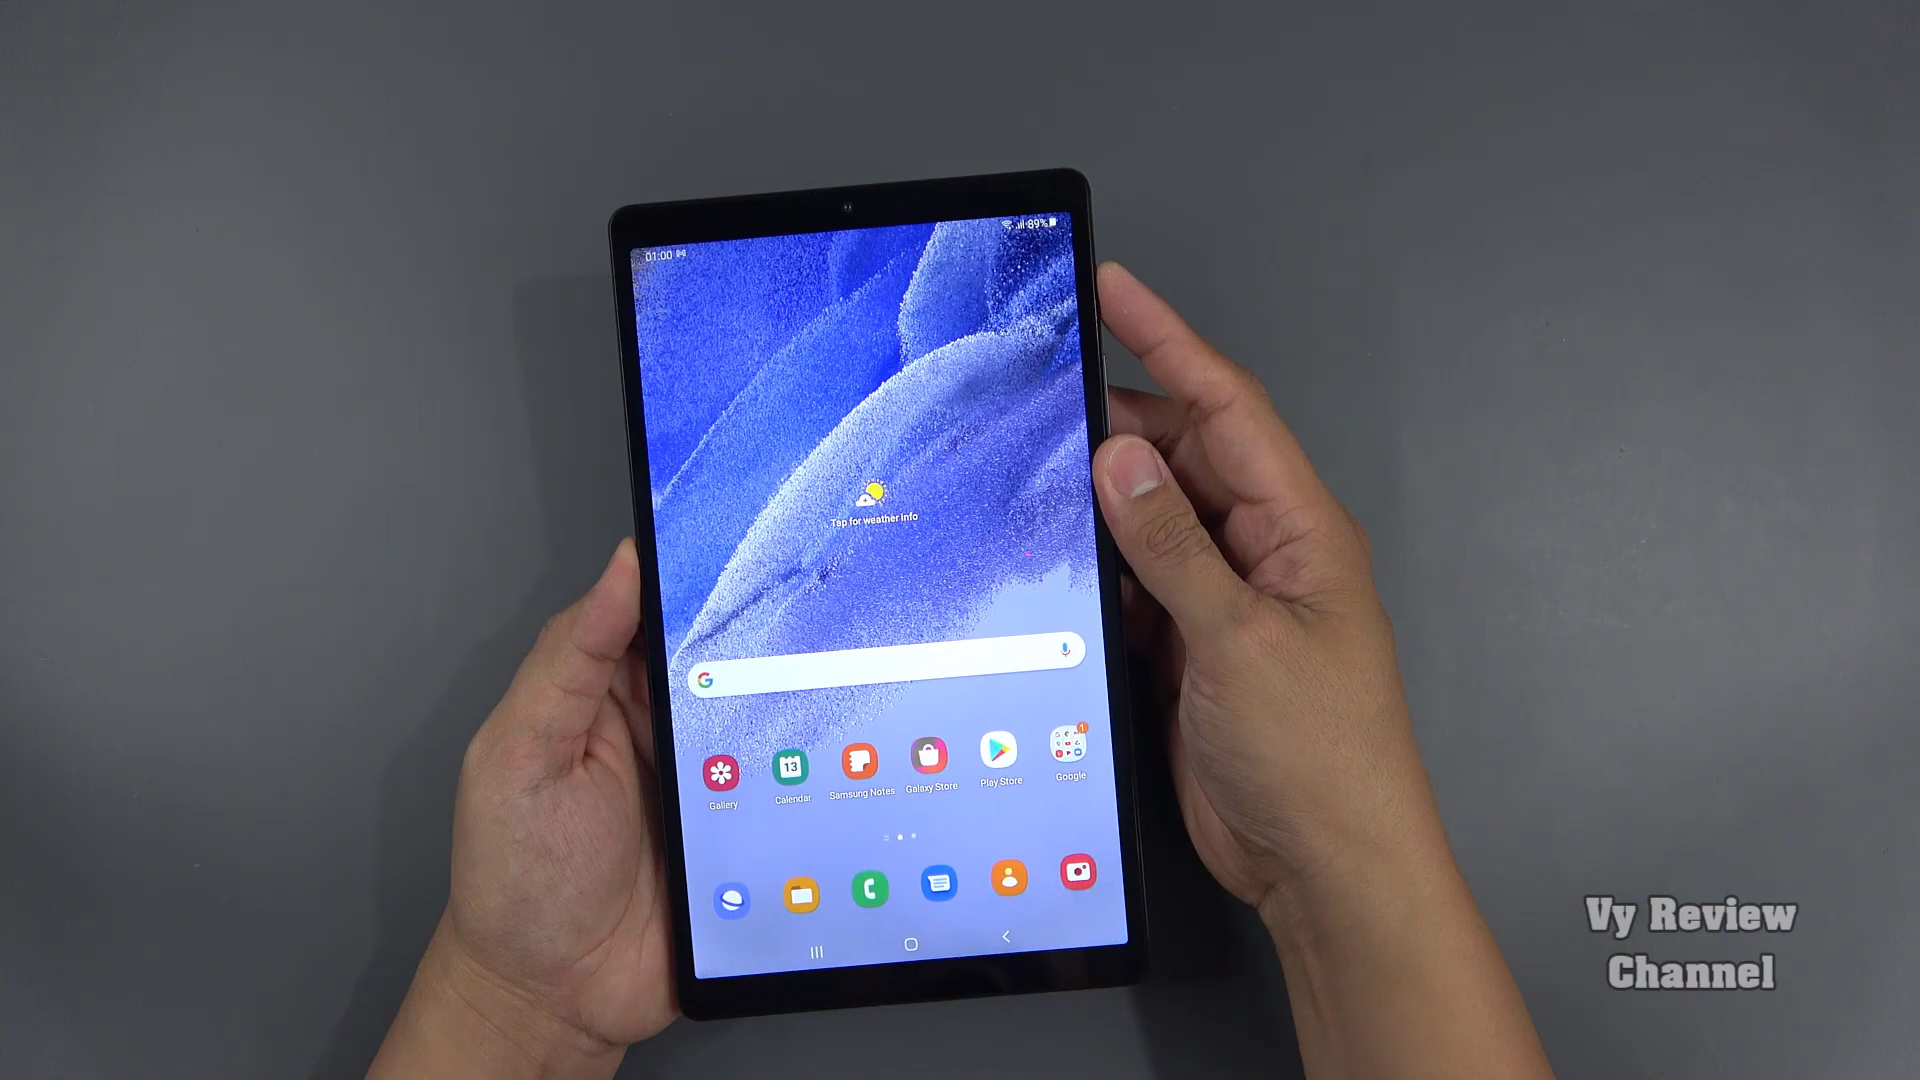 01:00
89%
Tap for weather info
G
13
1
Gallery
Calendar
Samsung Notes
Galaxy Store
Play Store
Google
Vy Review
Channel